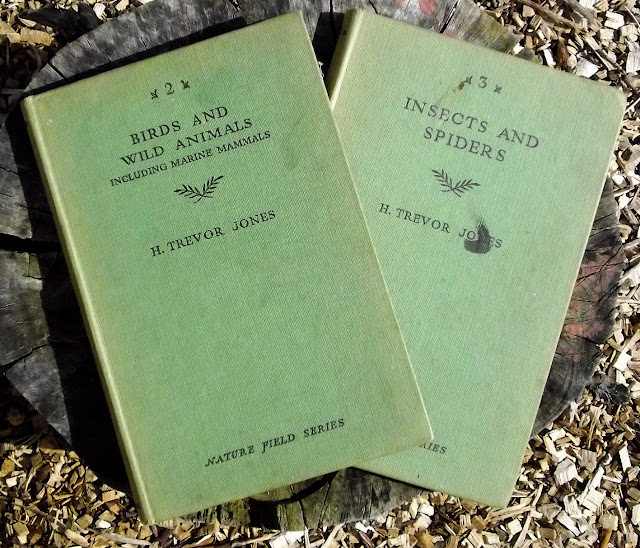 2
BIRDS AND
WILD ANIMALS
INCLUDING MARINE MAMMALS
H. TREVOR JONES
NATURE FIELD SERIES
3
INSECTS AND
SPIDERS
H. TREVOR JONES